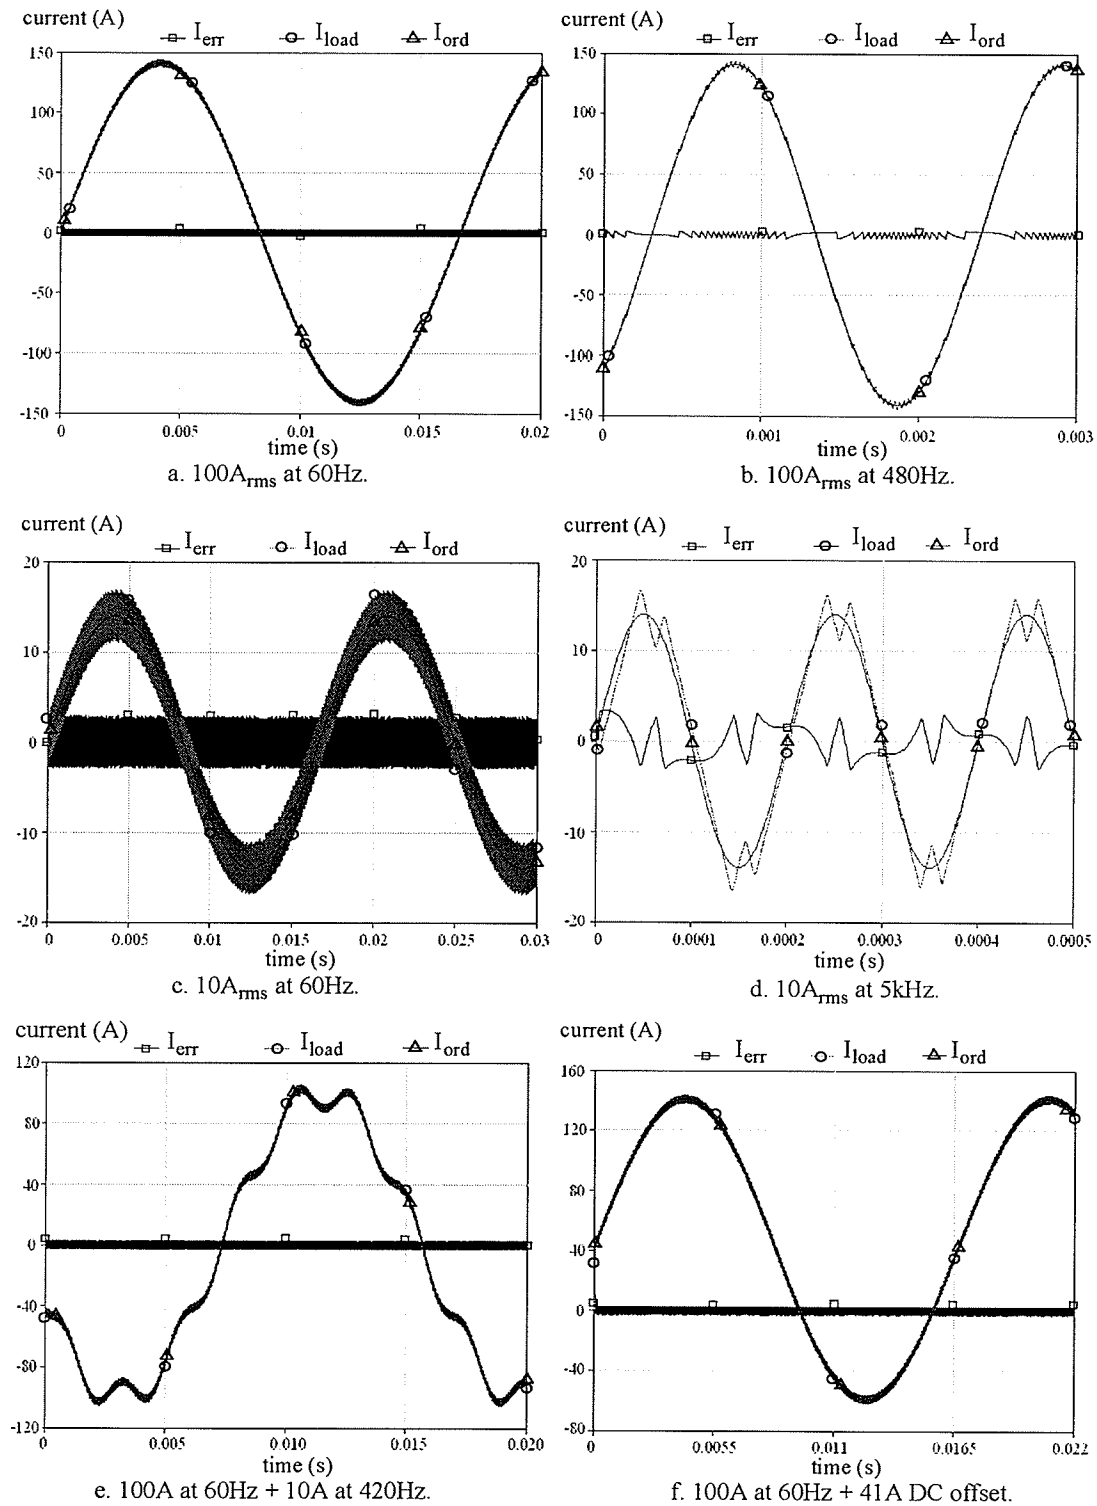 current (A)
I_err I_load I_ord
150
100
50
0
-50
-100
-150
0 0.005 0.01 0.015 0.02
time (s)
a. 100A_rms at 60Hz.
current (A)
I_err I_load I_ord
150
100
50
0
-50
-100
-150
0 0.001 0.002 0.003
time (s)
b. 100A_rms at 480Hz.
current (A)
I_err I_load I_ord
20
10
0
-10
-20
0 0.005 0.01 0.015 0.02 0.025 0.03
time (s)
c. 10A_rms at 60Hz.
current (A)
I_err I_load I_ord
20
10
0
-10
-20
0 0.0001 0.0002 0.0003 0.0004 0.0005
time (s)
d. 10A_rms at 5kHz.
current (A)
I_err I_load I_ord
120
80
40
0
-40
-80
-120
0 0.005 0.010 0.015 0.020
time (s)
e. 100A at 60Hz + 10A at 420Hz.
current (A)
I_err I_load I_ord
160
120
80
40
0
-40
-80
0 0.0055 0.011 0.0165 0.022
time (s)
f. 100A at 60Hz + 41A DC offset.